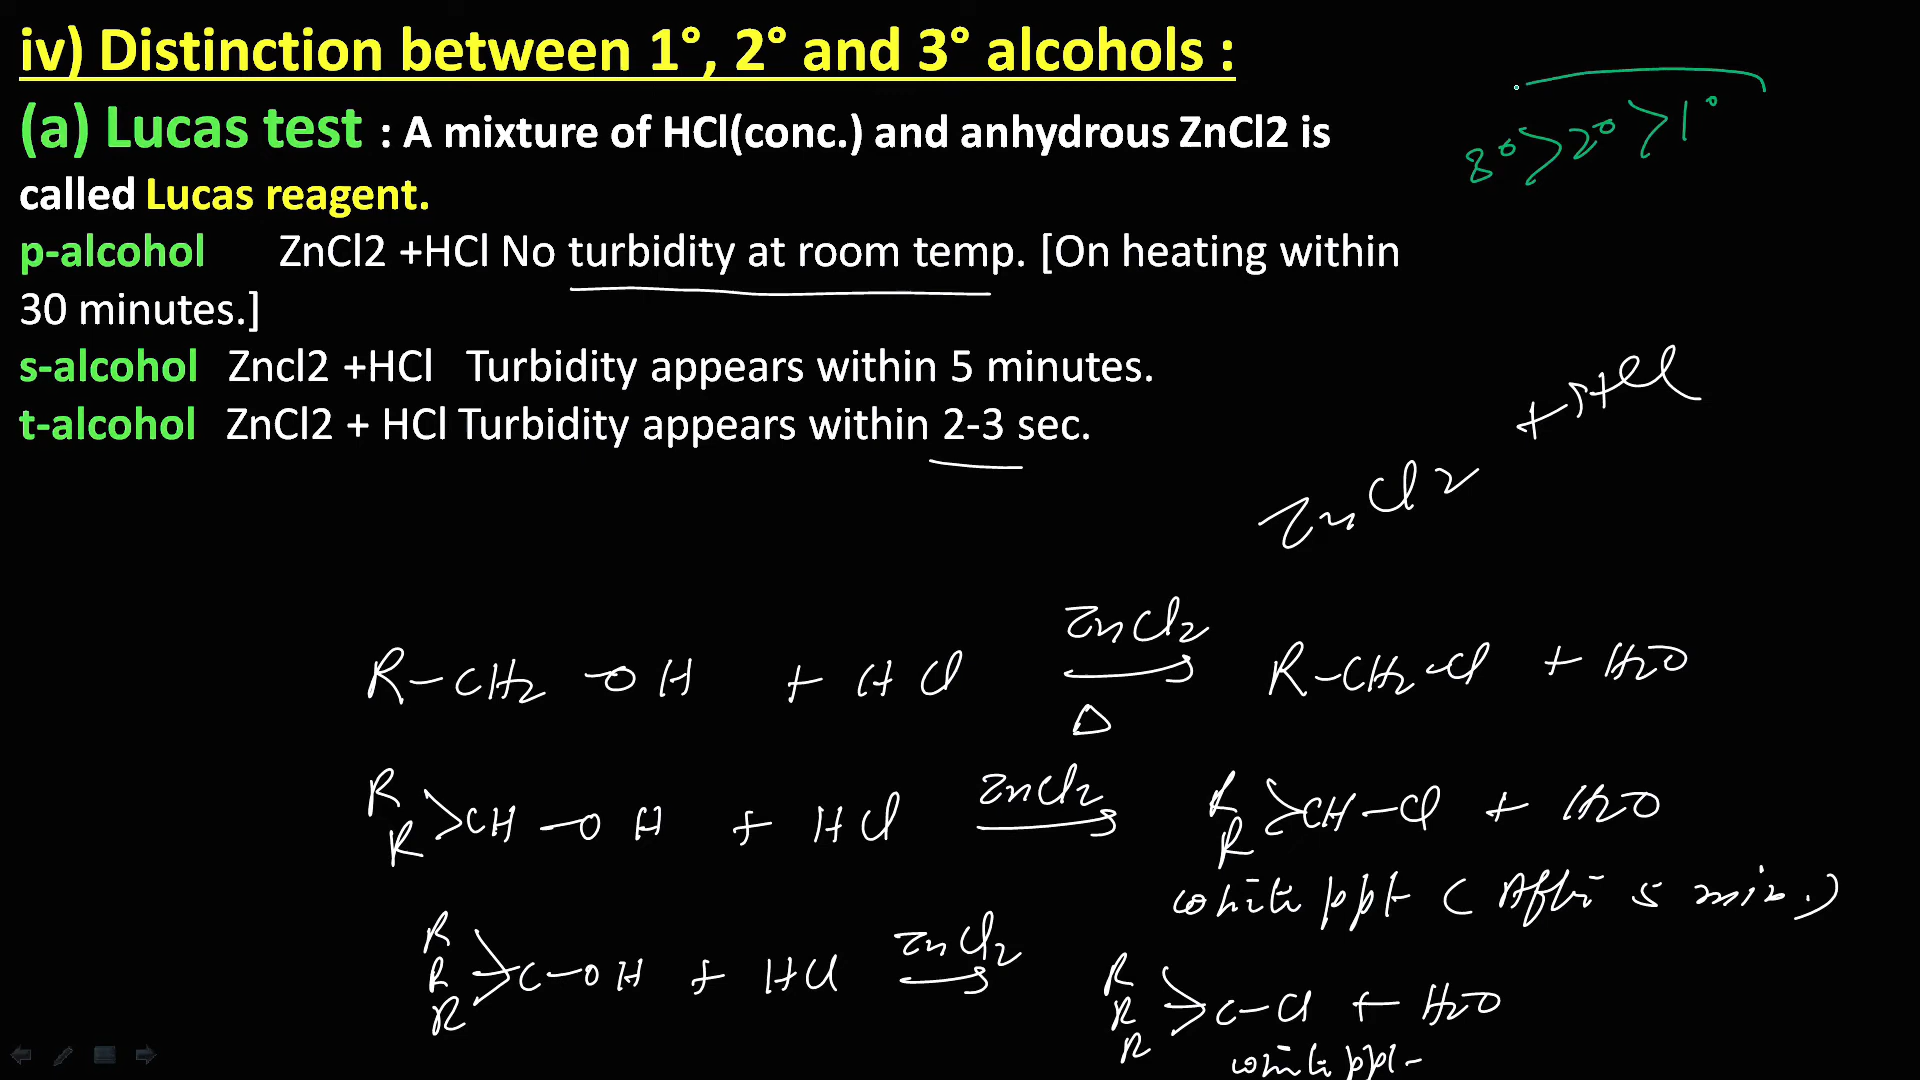 iv) Distinction between 1°, 2° and 3° alcohols :
(a) Lucas test : A mixture of HCl(conc.) and anhydrous ZnCl2 is
called Lucas reagent.
p-alcohol ZnCl2 +HCl No turbidity at room temp. [On heating within
30 minutes.]
s-alcohol Zncl2 +HCl Turbidity appears within 5 minutes.
t-alcohol ZnCl2 + HCl Turbidity appears within 2-3 sec.
3° > 2° > 1°
ZnCl2 + HCl
R-CH2-OH + HCl ZnCl2 Δ R-CH2-Cl + H2O
R R >CH-OH + HCl ZnCl2 R R >CH-Cl + H2O
white ppt ( After 5 min.)
R R R >C-OH + HCl ZnCl2 R R R >C-Cl + H2O
white ppt-